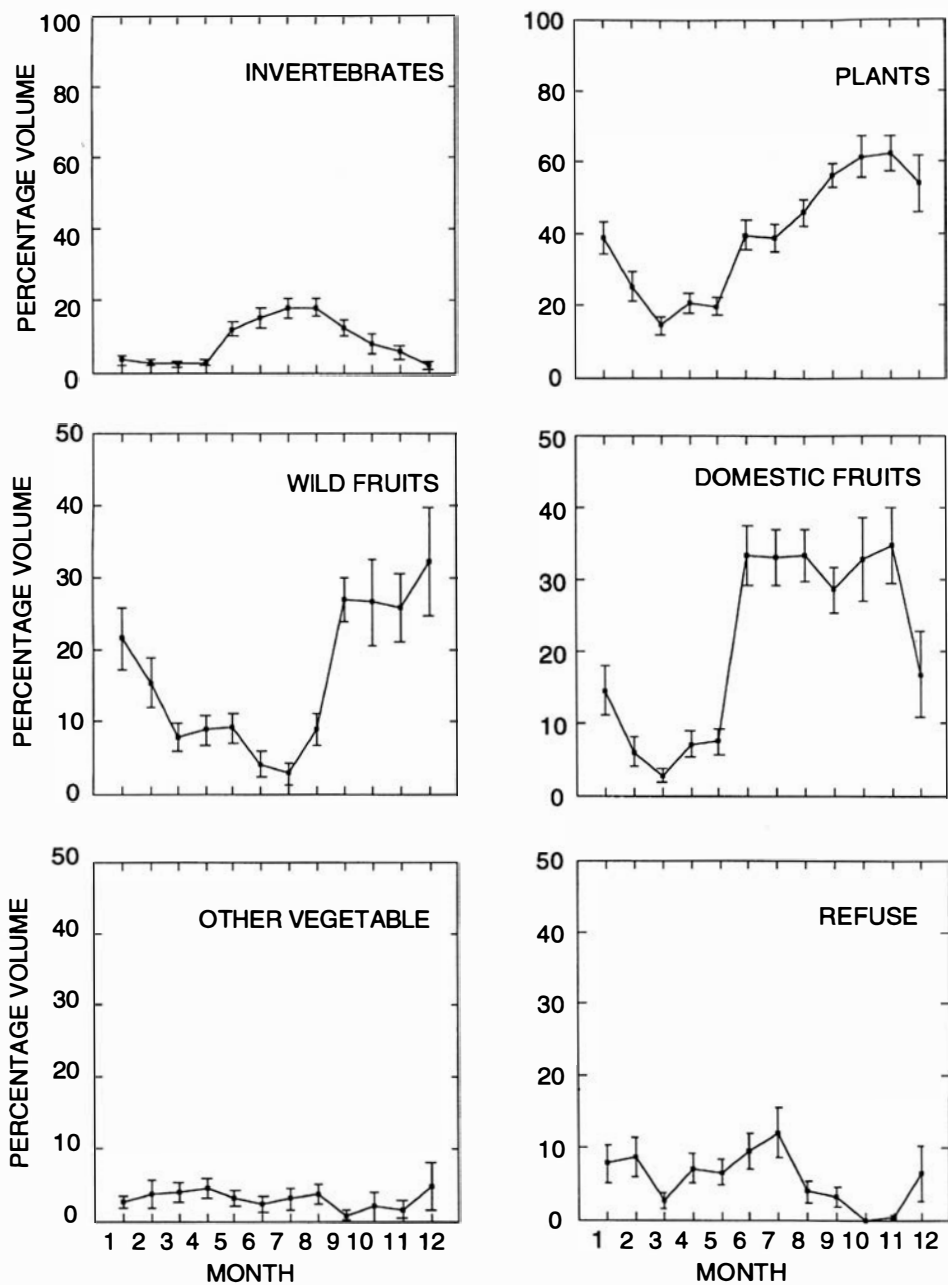 INVERTEBRATES
PERCENTAGE VOLUME
100
80
60
40
20
0
PLANTS
100
80
60
40
20
0
WILD FRUITS
PERCENTAGE VOLUME
50
40
30
20
10
0
DOMESTIC FRUITS
50
40
30
20
10
0
OTHER VEGETABLE
PERCENTAGE VOLUME
50
40
30
20
10
0
1 2 3 4 5 6 7 8 9 10 11 12
MONTH
REFUSE
50
40
30
20
10
0
1 2 3 4 5 6 7 8 9 10 11 12
MONTH